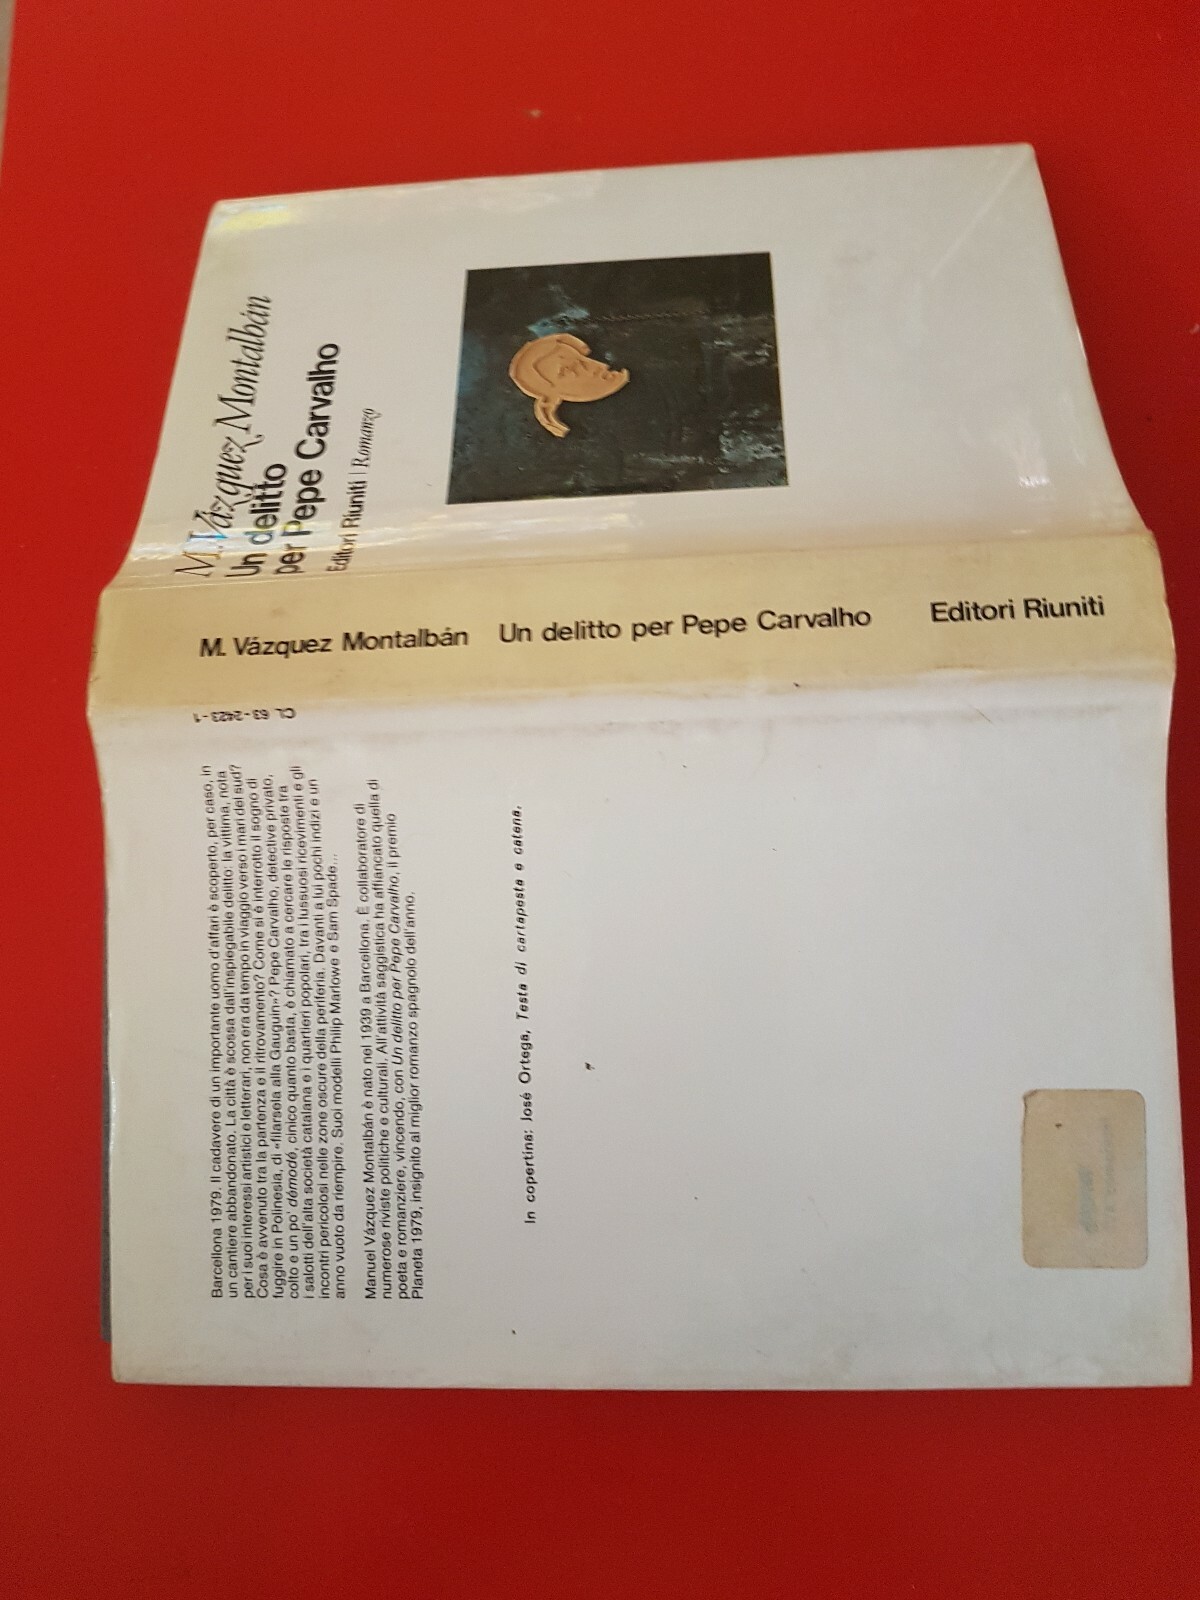 M. Vázquez Montalbán
Un delitto
per Pepe Carvalho
Editori Riuniti | Romanzo
M. Vázquez Montalbán Un delitto per Pepe Carvalho Editori Riuniti
CL 63-2423-1
Barcellona 1979. Il cadavere di un importante uomo d'affari è scoperto, per caso, in
un cantiere abbandonato. La città è scossa dall'inspiegabile delitto: la vittima, nota
per i suoi interessi artistici e letterari, non era da tempo in viaggio verso i mari del sud?
Cosa è avvenuto tra la partenza e il ritrovamento? Come si è interrotto il sogno di
fuggire in Polinesia, di «filarsela alla Gauguin»? Pepe Carvalho, detective privato,
colto e un po' démodé, cinico quanto basta, è chiamato a cercare le risposte tra
i salotti dell'alta società catalana e i quartieri popolari, tra i lussuosi ricevimenti e gli
incontri pericolosi nelle zone oscure della periferia. Davanti a lui pochi indizi e un
anno vuoto da riempire. Suoi modelli Philip Marlowe e Sam Spade...
Manuel Vázquez Montalbán è nato nel 1939 a Barcellona. È collaboratore di
numerose riviste politiche e culturali. All'attività saggistica ha affiancato quella di
poeta e romanziere, vincendo, con Un delitto per Pepe Carvalho, il premio
Planeta 1979, insignito al miglior romanzo spagnolo dell'anno.
In copertina: José Ortega, Testa di cartapesta e catena.